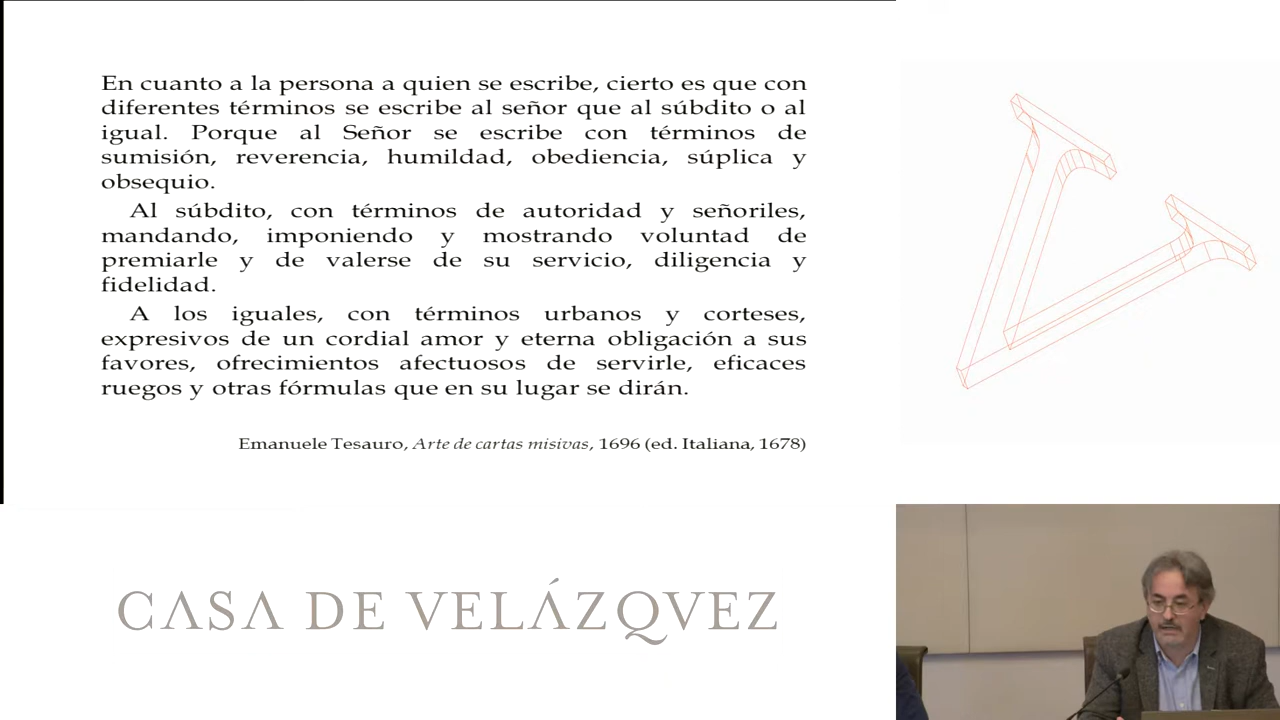 En cuanto a la persona a quien se escribe, cierto es que con
diferentes términos se escribe al señor que al súbdito o al
igual. Porque al Señor se escribe con términos de
sumisión, reverencia, humildad, obediencia, súplica y
obsequio.
Al súbdito, con términos de autoridad y señoriles,
mandando, imponiendo y mostrando voluntad de
premiarle y de valerse de su servicio, diligencia y
fidelidad.
A los iguales, con términos urbanos y corteses,
expresivos de un cordial amor y eterna obligación a sus
favores, ofrecimientos afectuosos de servirle, eficaces
ruegos y otras fórmulas que en su lugar se dirán.
Emanuele Tesauro, Arte de cartas misivas, 1696 (ed. Italiana, 1678)
CASA DE VELÁZQVEZ